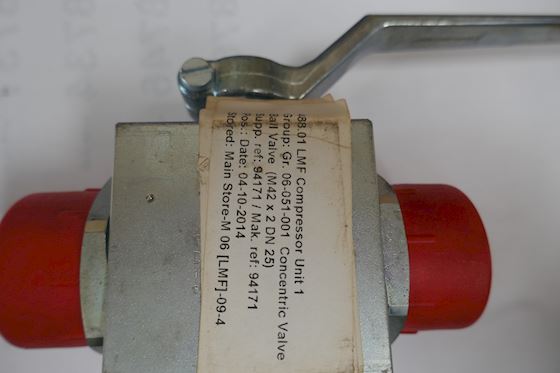 88.01 LMF Compressor Unit 1
Group: Gr. 06-051-001 Concentric Valve
Ball Valve (M42 x 2 DN 25)
Supp. ref: 94171 / Mak. ref: 94171
Pos.: Date: 04-10-2014
Stored: Main Store-M 06 [LMF]-09-4